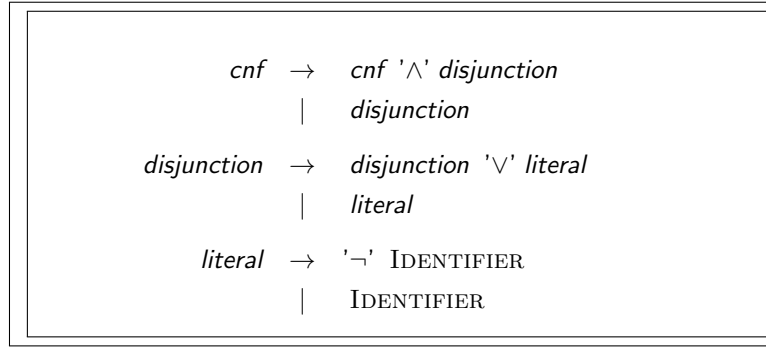 cnf → cnf '∧' disjunction
| disjunction
disjunction → disjunction '∨' literal
| literal
literal → '¬' IDENTIFIER
| IDENTIFIER